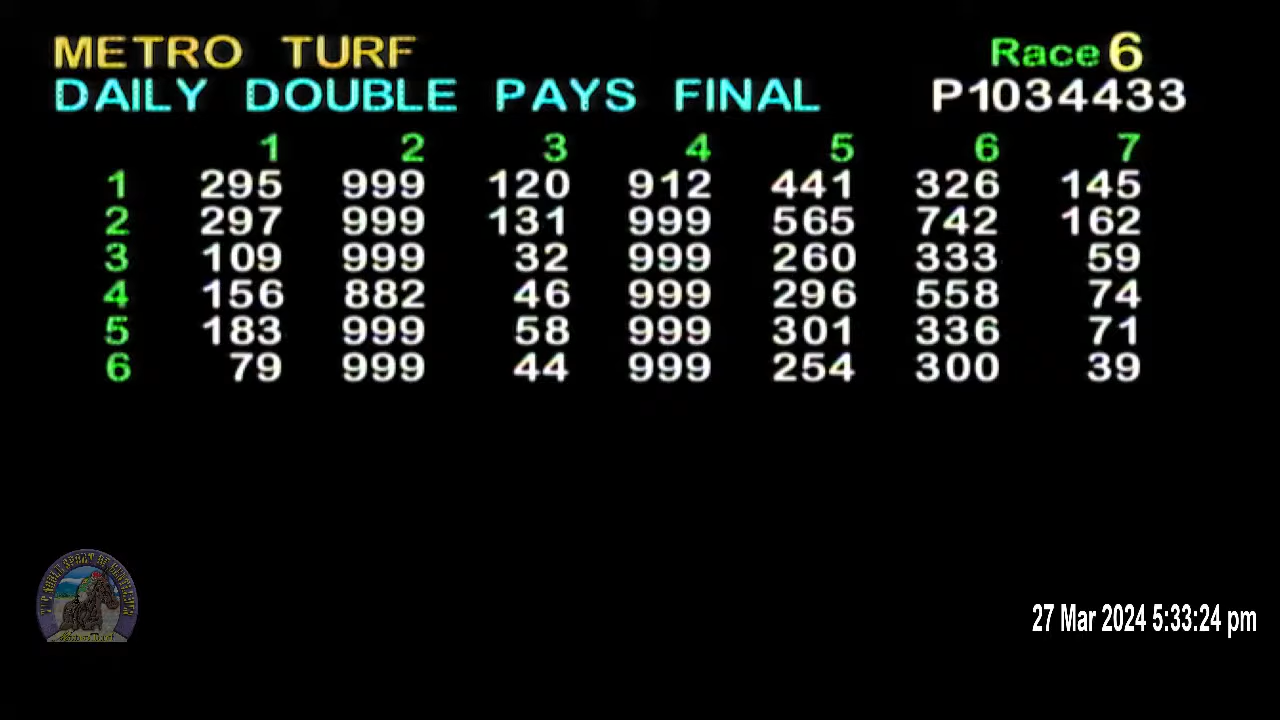 METRO TURF Race 6
DAILY DOUBLE PAYS FINAL P1034433
1 2 3 4 5 6 7
1 295 999 120 912 441 326 145
2 297 999 131 999 565 742 162
3 109 999 32 999 260 333 59
4 156 882 46 999 296 558 74
5 183 999 58 999 301 336 71
6 79 999 44 999 254 300 39
27 Mar 2024 5:33:24 pm